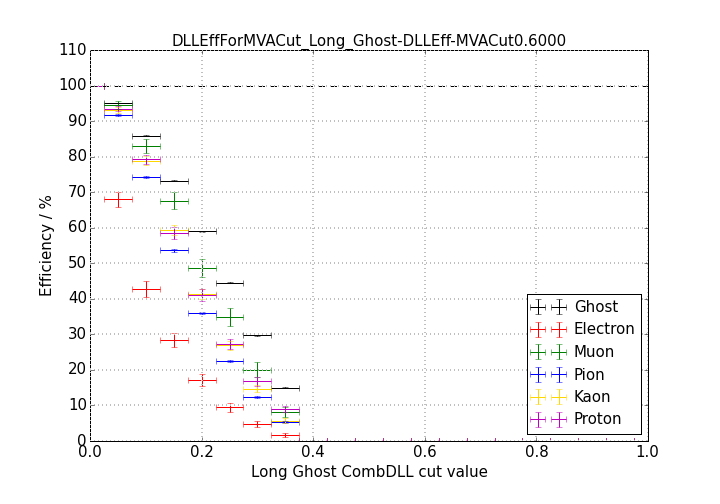 DLLEffForMVACut_Long_Ghost-DLLEff-MVACut0.6000
110
100
90
80
70
60
50
40
30
20
10
0
Efficiency / %
Ghost
Electron
Muon
Pion
Kaon
Proton
0.0 0.2 0.4 0.6 0.8 1.0
Long Ghost CombDLL cut value